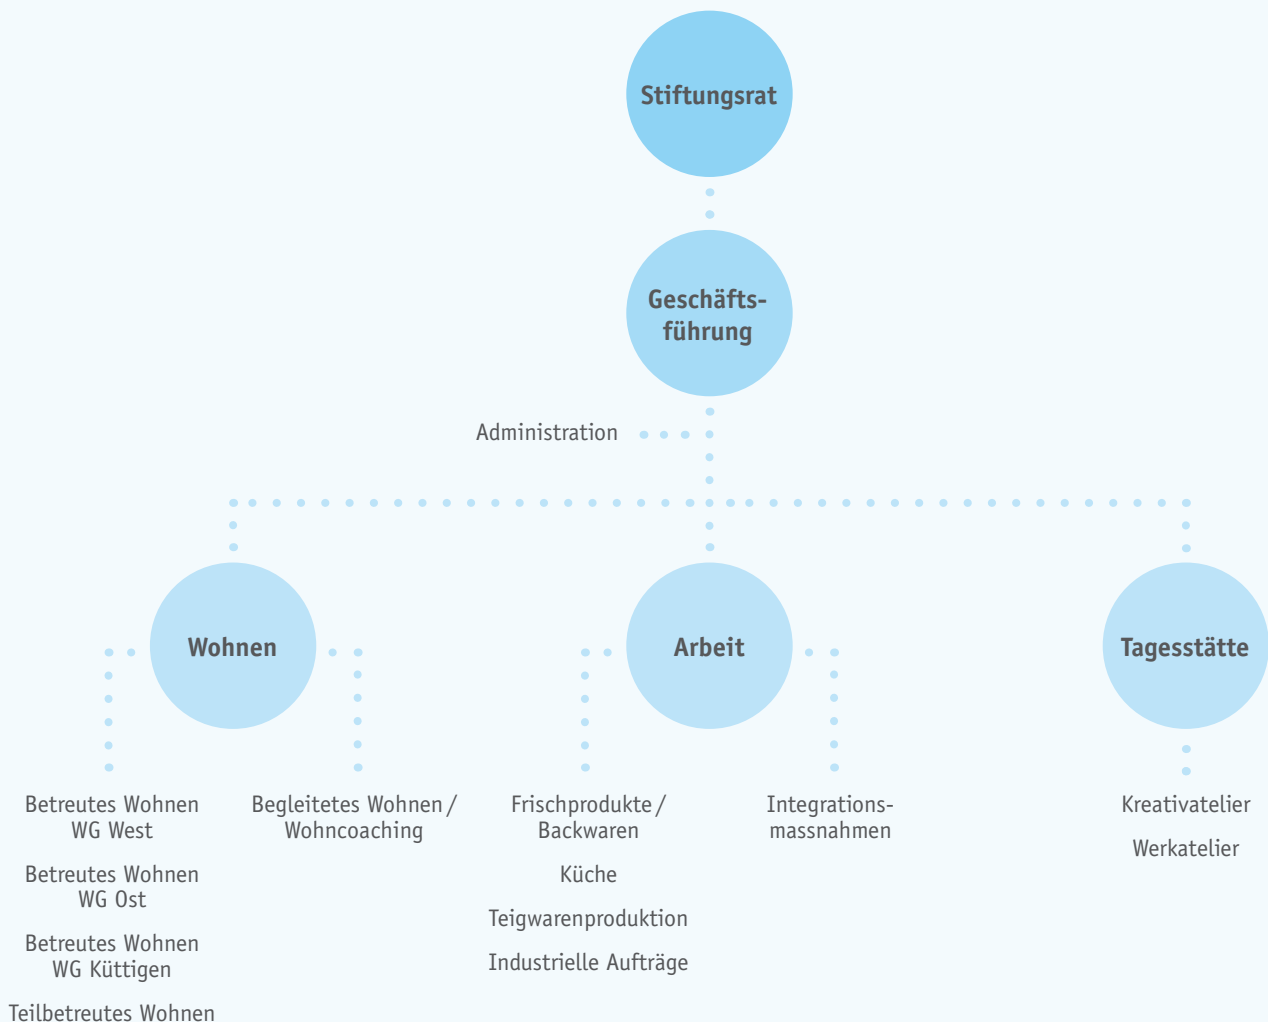 Stiftungsrat
Geschäfts-
führung
Administration
Wohnen
Arbeit
Tagesstätte
Betreutes Wohnen
WG West
Betreutes Wohnen
WG Ost
Betreutes Wohnen
WG Küttigen
Teilbetreutes Wohnen
Begleitetes Wohnen /
Wohncoaching
Frischprodukte /
Backwaren
Küche
Teigwarenproduktion
Industrielle Aufträge
Integrations-
massnahmen
Kreativatelier
Werkatelier